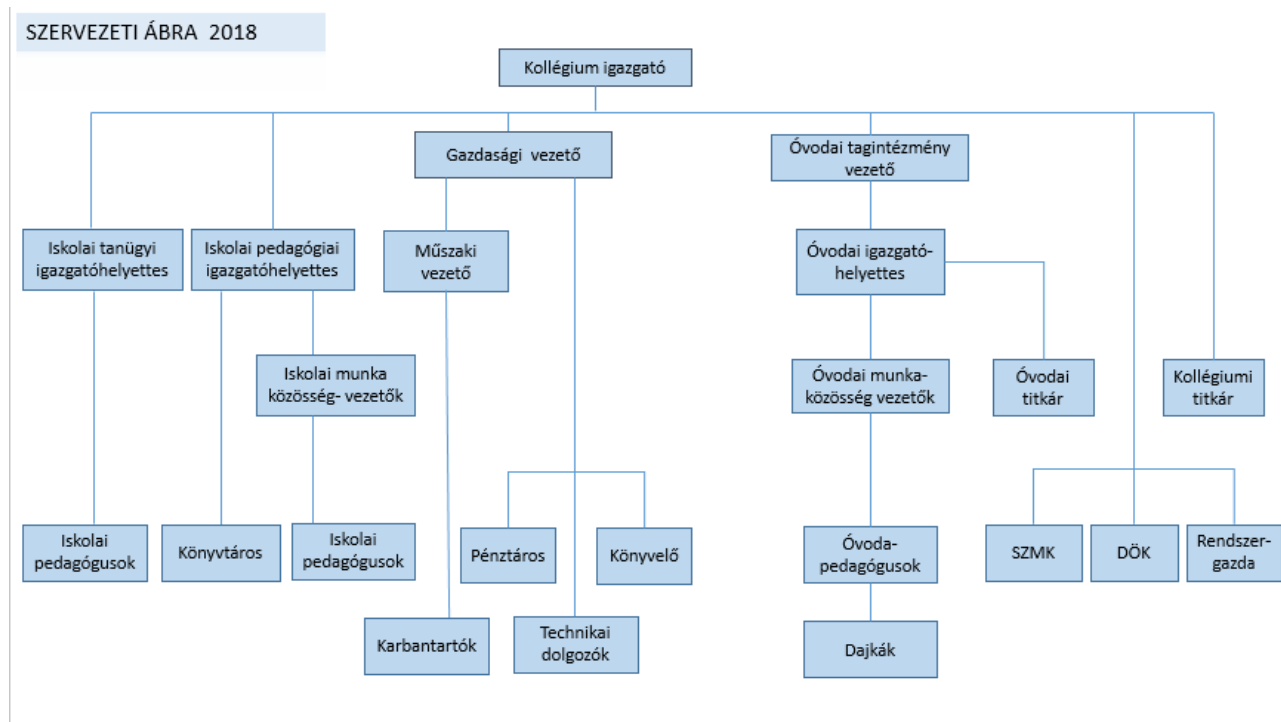 SZERVEZETI ÁBRA 2018
Kollégium igazgató
Gazdasági vezető
Óvodai tagintézmény
vezető
Iskolai tanügyi
igazgatóhelyettes
Iskolai pedagógiai
igazgatóhelyettes
Műszaki
vezető
Óvodai igazgató-
helyettes
Iskolai munka
közösség- vezetők
Óvodai munka-
közösség vezetők
Óvodai
titkár
Kollégiumi
titkár
Iskolai
pedagógusok
Könyvtáros
Iskolai
pedagógusok
Pénztáros
Könyvelő
Óvoda-
pedagógusok
SZMK
DÖK
Rendszer-
gazda
Karbantartók
Technikai
dolgozók
Dajkák